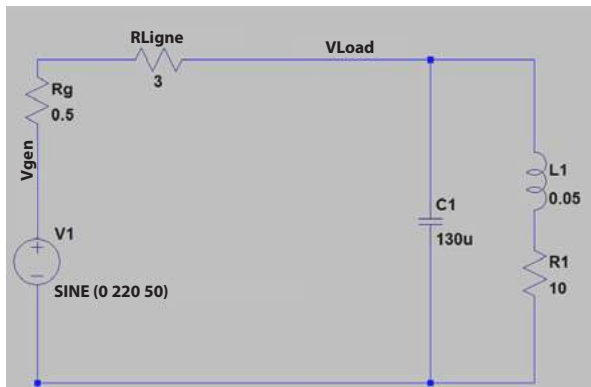 RLigne
VLoad
3
Rg
0.5
Vgen
V1
SINE (0 220 50)
C1
130u
L1
0.05
R1
10